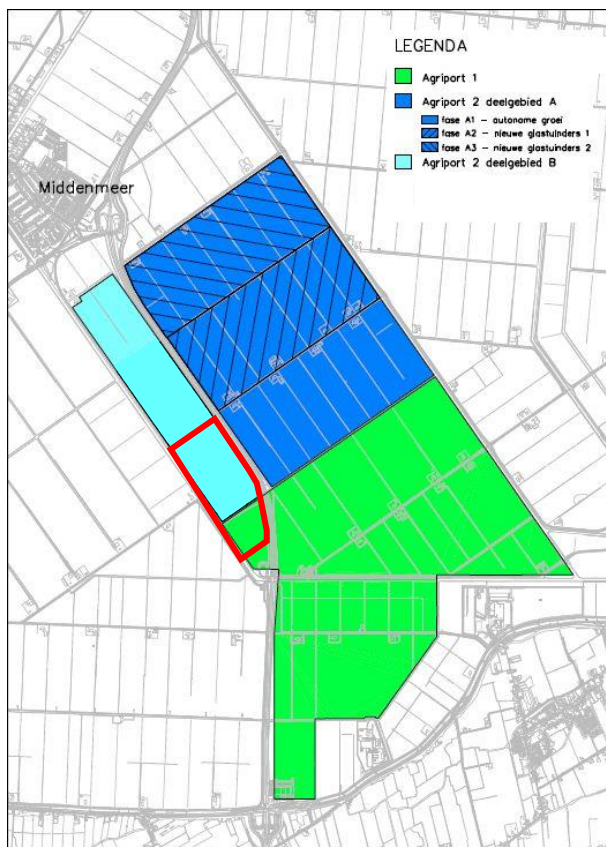 LEGENDA
Agriport 1
Agriport 2 deelgebied A
fase A1 – autonome groei
fase A2 – nieuwe glastuinders 1
fase A3 – nieuwe glastuinders 2
Agriport 2 deelgebied B
Middenmeer